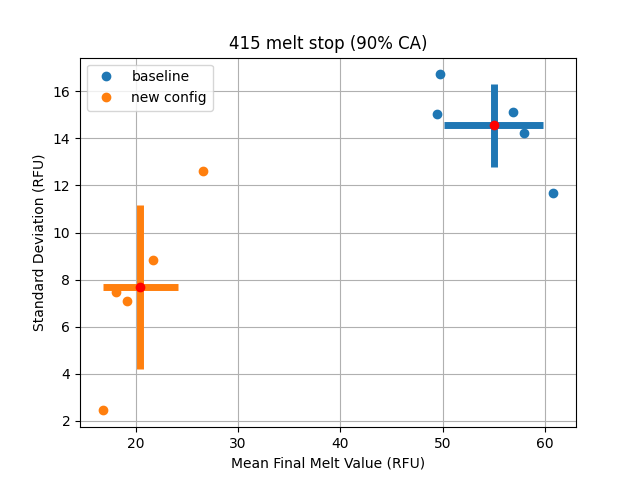 415 melt stop (90% CA)
baseline
new config
16
14
12
10
8
6
4
2
Standard Deviation (RFU)
20 30 40 50 60
Mean Final Melt Value (RFU)